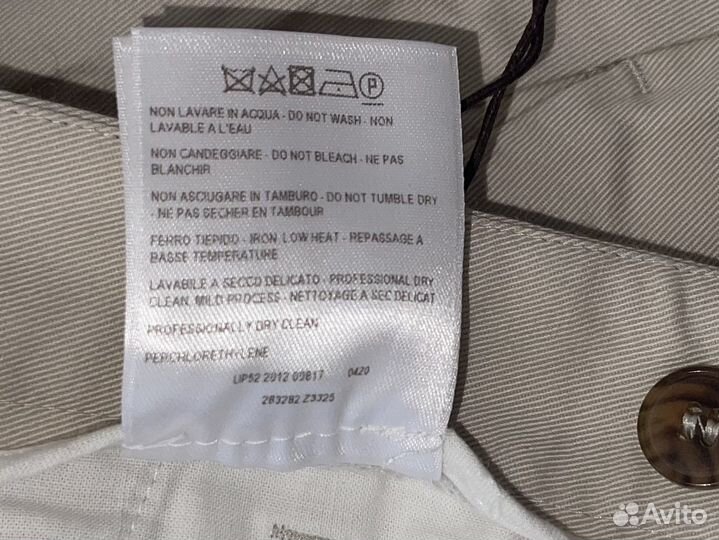 P
NON LAVARE IN ACQUA - DO NOT WASH - NON
LAVABLE A L'EAU
NON CANDEGGIARE - DO NOT BLEACH - NE PAS
BLANCHIR
NON ASCIUGARE IN TAMBURO - DO NOT TUMBLE DRY
- NE PAS SECHER EN TAMBOUR
FERRO TIEPIDO - IRON, LOW HEAT - REPASSAGE A
BASSE TEMPERATURE
LAVABILE A SECCO DELICATO - PROFESSIONAL DRY
CLEAN, MILD PROCESS - NETTOYAGE A SEC DELICAT
PROFESSIONALLY DRY CLEAN
PERCHLORETHYLENE
UP52 2012 09817 0420
263282 Z3325
Avito